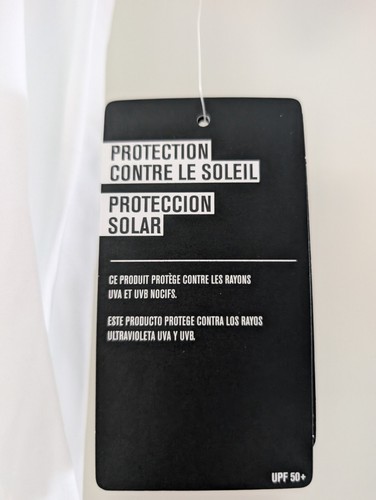 PROTECTION
CONTRE LE SOLEIL
PROTECCION
SOLAR
CE PRODUIT PROTÈGE CONTRE LES RAYONS
UVA ET UVB NOCIFS.
ESTE PRODUCTO PROTEGE CONTRA LOS RAYOS
ULTRAVIOLETA UVA Y UVB.
UPF 50+